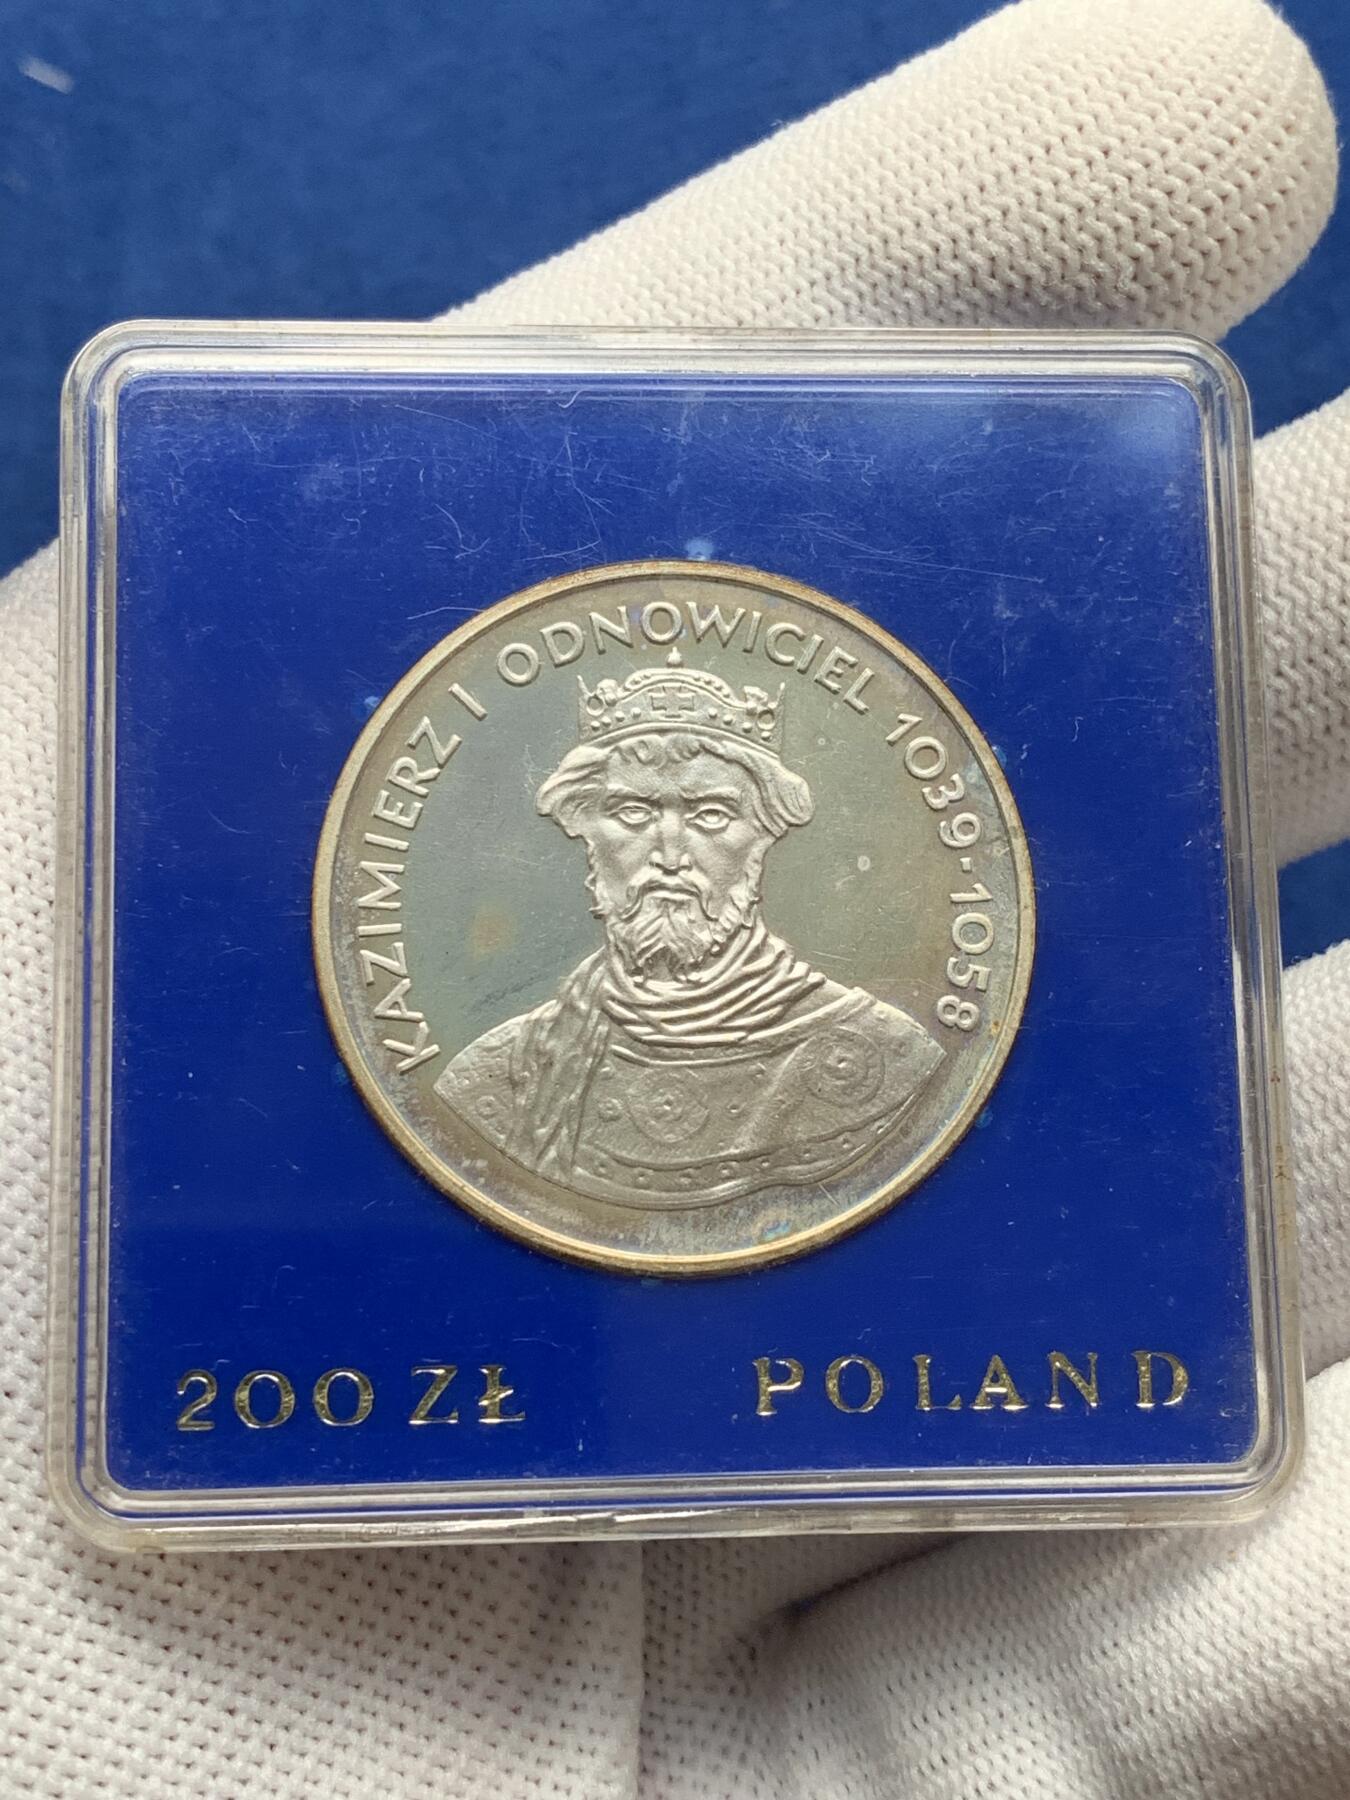 KAZIMIERZ I ODNOWICIEL 1039-1058
200 ZŁ POLAND